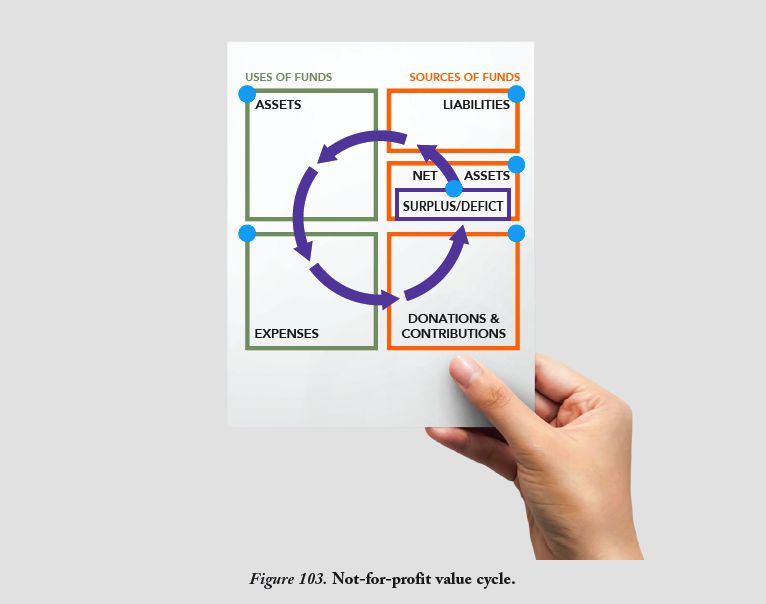 USES OF FUNDS
SOURCES OF FUNDS
ASSETS
LIABILITIES
NET ASSETS
SURPLUS/DEFICT
EXPENSES
DONATIONS &
CONTRIBUTIONS
Figure 103. Not-for-profit value cycle.